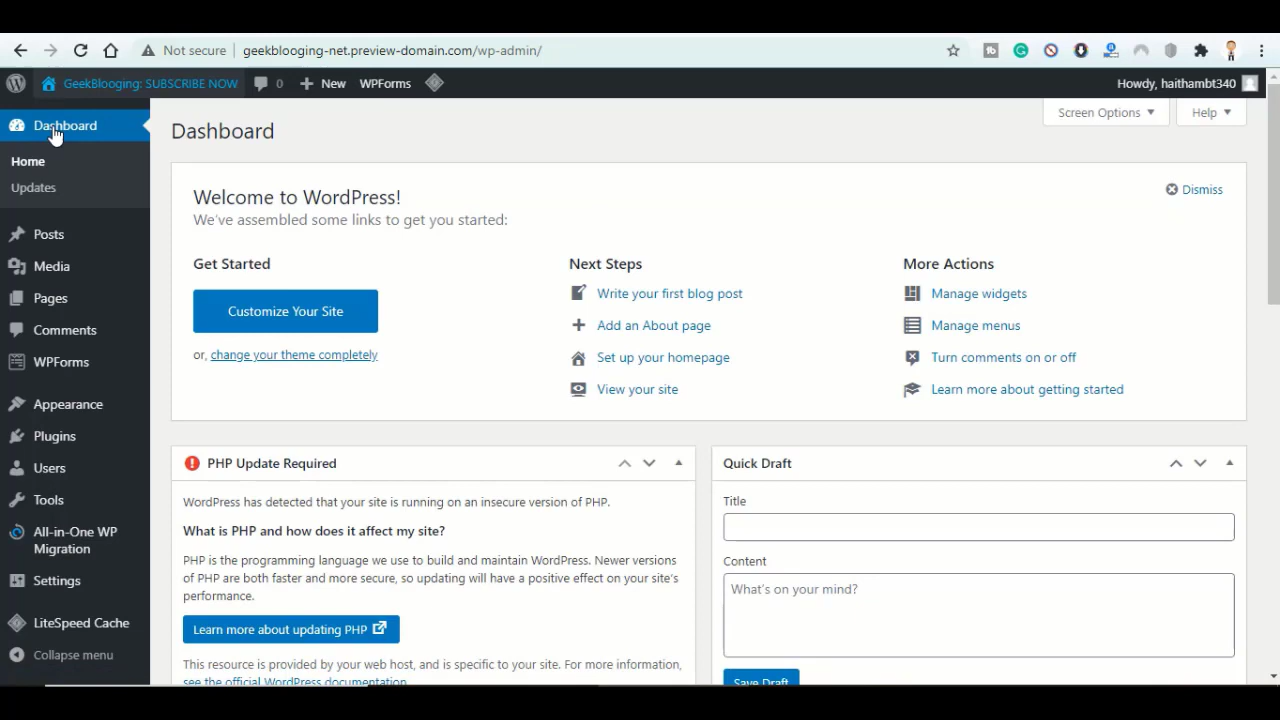 Not secure
geekblooging-net.preview-domain.com/wp-admin/
GeekBlooging: SUBSCRIBE NOW
0
New
WPForms
Howdy, haithambt340
Dashboard
Home
Updates
Posts
Media
Pages
Comments
WPForms
Appearance
Plugins
Users
Tools
All-in-One WP
Migration
Settings
LiteSpeed Cache
Collapse menu
Screen Options
Help
Dashboard
Welcome to WordPress!
We've assembled some links to get you started:
Dismiss
Get Started
Customize Your Site
or, change your theme completely
Next Steps
Write your first blog post
Add an About page
Set up your homepage
View your site
More Actions
Manage widgets
Manage menus
Turn comments on or off
Learn more about getting started
PHP Update Required
WordPress has detected that your site is running on an insecure version of PHP.
What is PHP and how does it affect my site?
PHP is the programming language we use to build and maintain WordPress. Newer versions
of PHP are both faster and more secure, so updating will have a positive effect on your site's
performance.
Learn more about updating PHP
This resource is provided by your web host, and is specific to your site. For more information,
see the official WordPress documentation.
Quick Draft
Title
Content
What's on your mind?
Save Draft